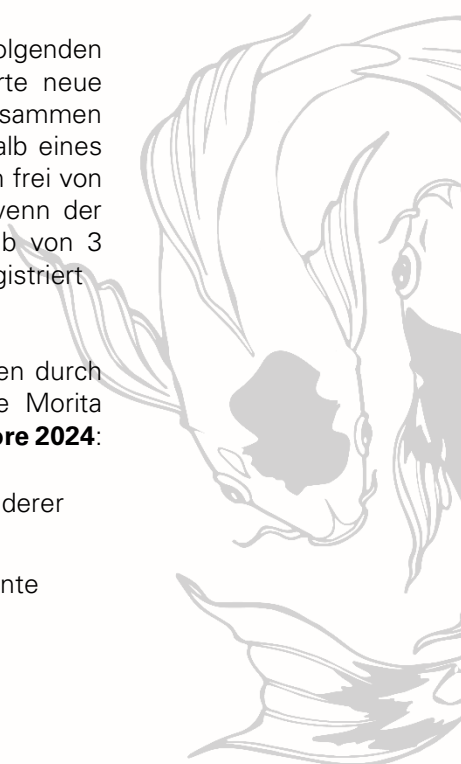 olgenden
rte neue
sammen
alb eines
n frei von
venn der
b von 3
gistriert
en durch
e Morita
ore 2024:
derer
nte